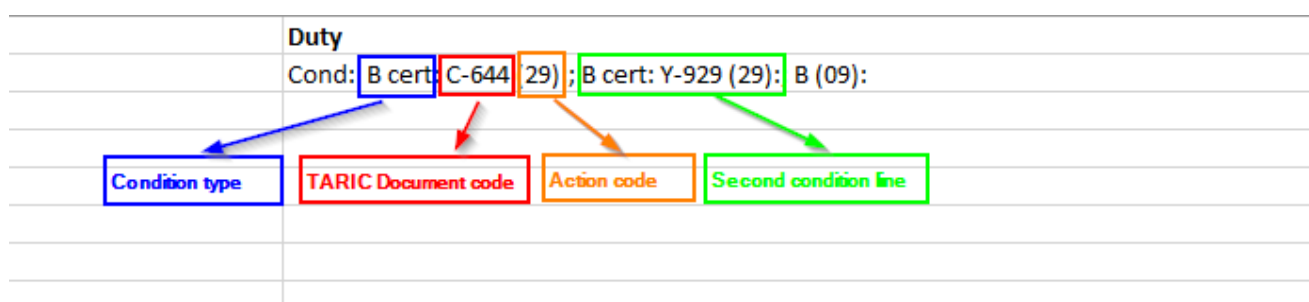 Duty
Cond: B cert: C-644 (29) ; B cert: Y-929 (29): B (09):
Condition type TARIC Document code Action code Second condition line